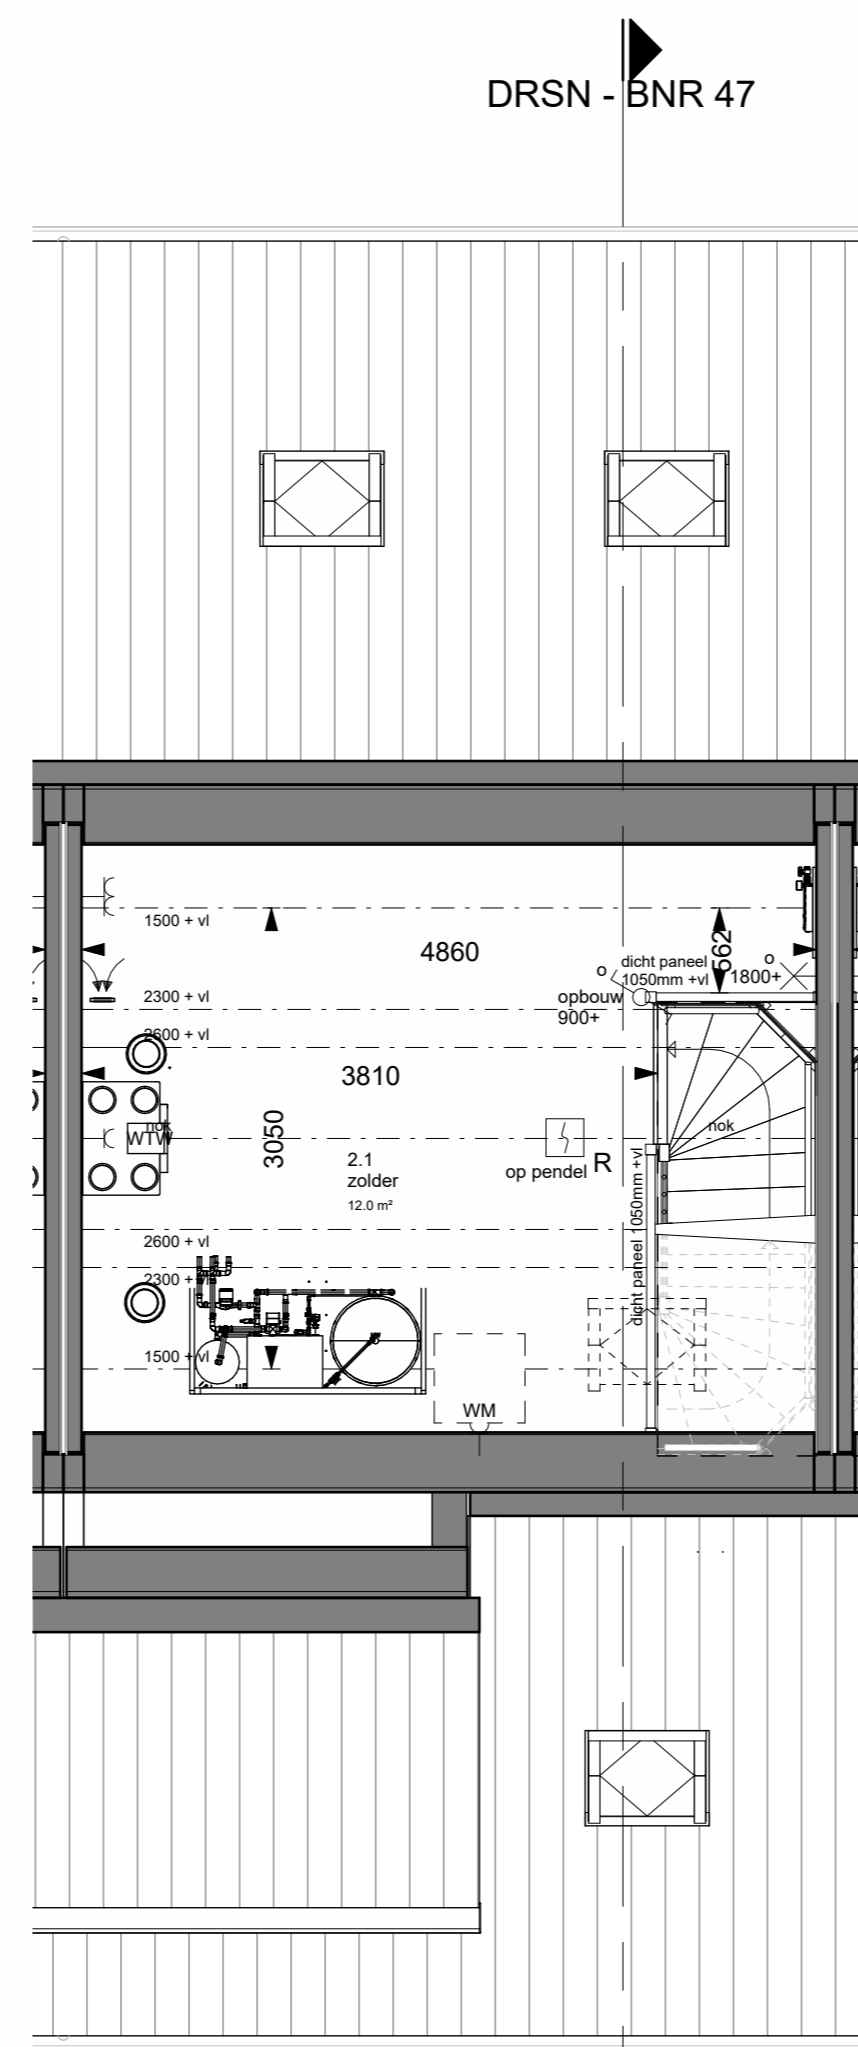 DRSN - BNR 47
1500 + vl
4860
562
dicht paneel
1050mm +vl
o
1800+
o
opbouw
900+
2300 + vl
2600 + vl
3810
nok
WTW
3050
2.1
zolder
12.0 m²
op pendel
R
nok
dicht paneel 1050mm +vl
2600 + vl
2300 + vl
1500 + vl
WM